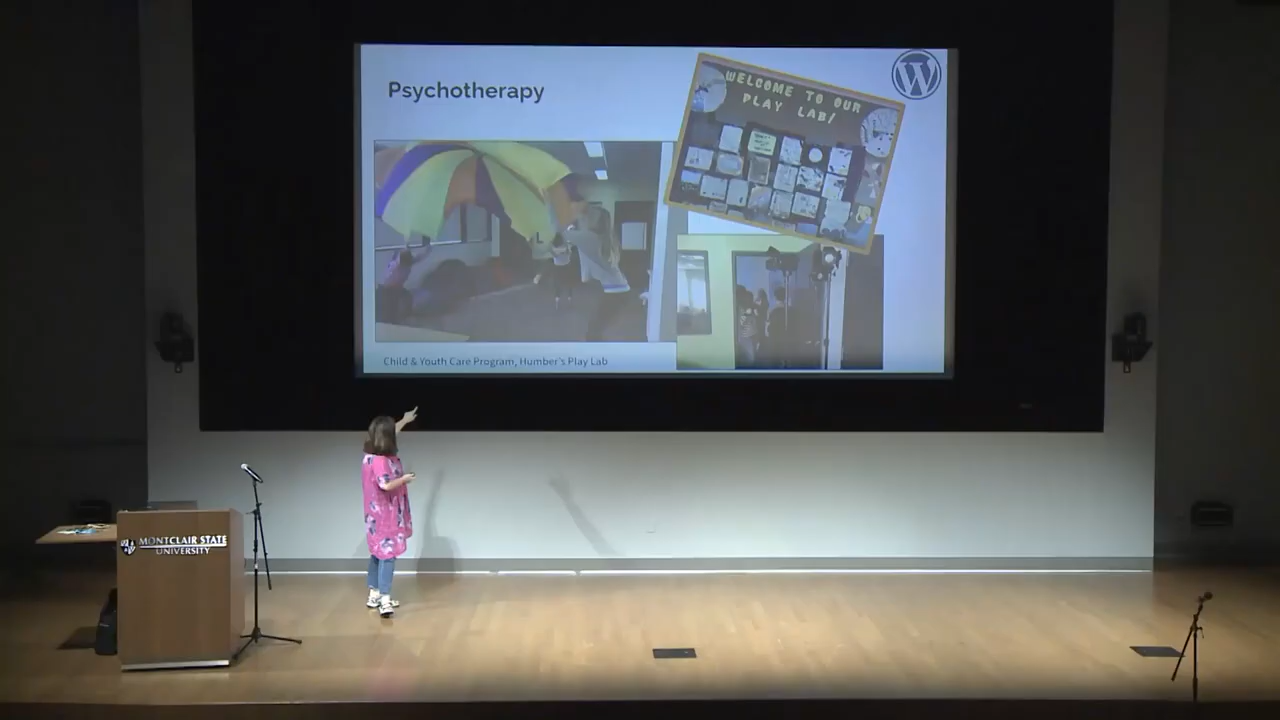 Psychotherapy
WELCOME TO OUR
PLAY LAB!
Child & Youth Care Program, Humber's Play Lab
MONTCLAIR STATE
UNIVERSITY